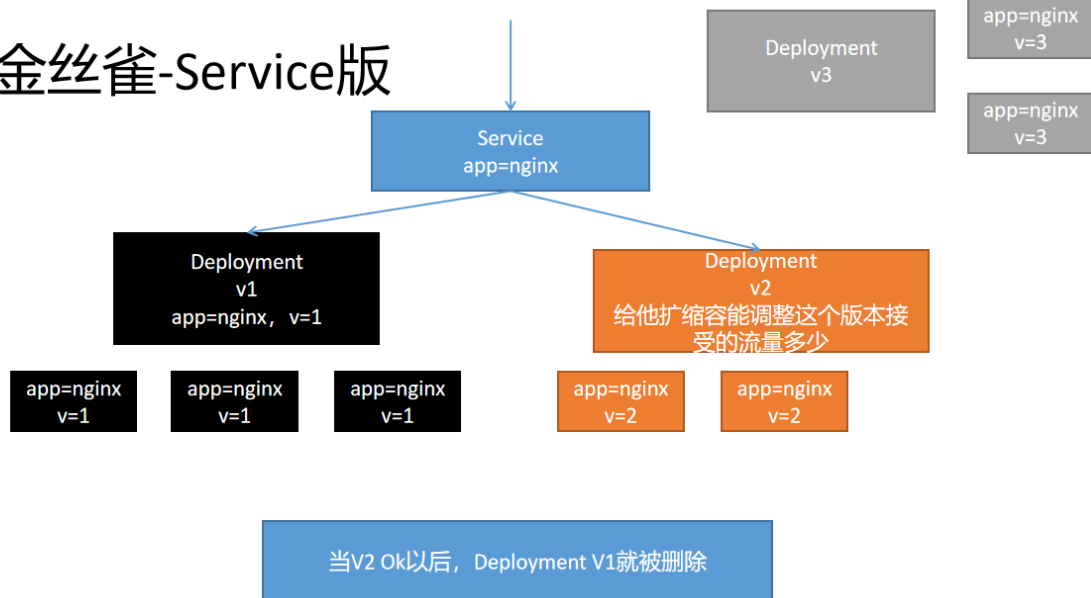 金丝雀-Service版
Service
app=nginx
Deployment
v3
app=nginx
v=3
app=nginx
v=3
Deployment
v1
app=nginx，v=1
Deployment
v2
给他扩缩容能调整这个版本接
受的流量多少
app=nginx
v=1
app=nginx
v=1
app=nginx
v=1
app=nginx
v=2
app=nginx
v=2
当V2 Ok以后，Deployment V1就被删除